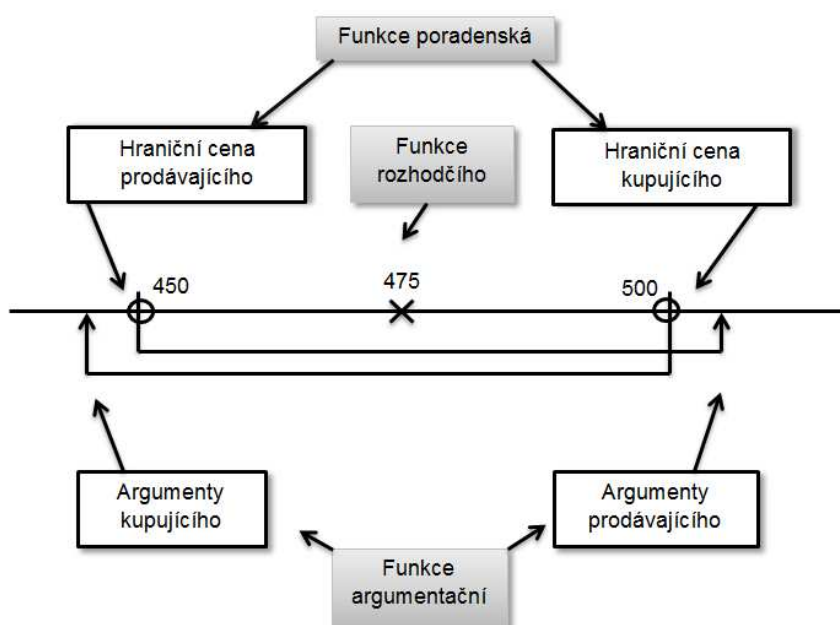 Funkce poradenská
Hraniční cena
prodávajícího
Funkce
rozhodčího
Hraniční cena
kupujícího
450
475
500
Argumenty
kupujícího
Argumenty
prodávajícího
Funkce
argumentační